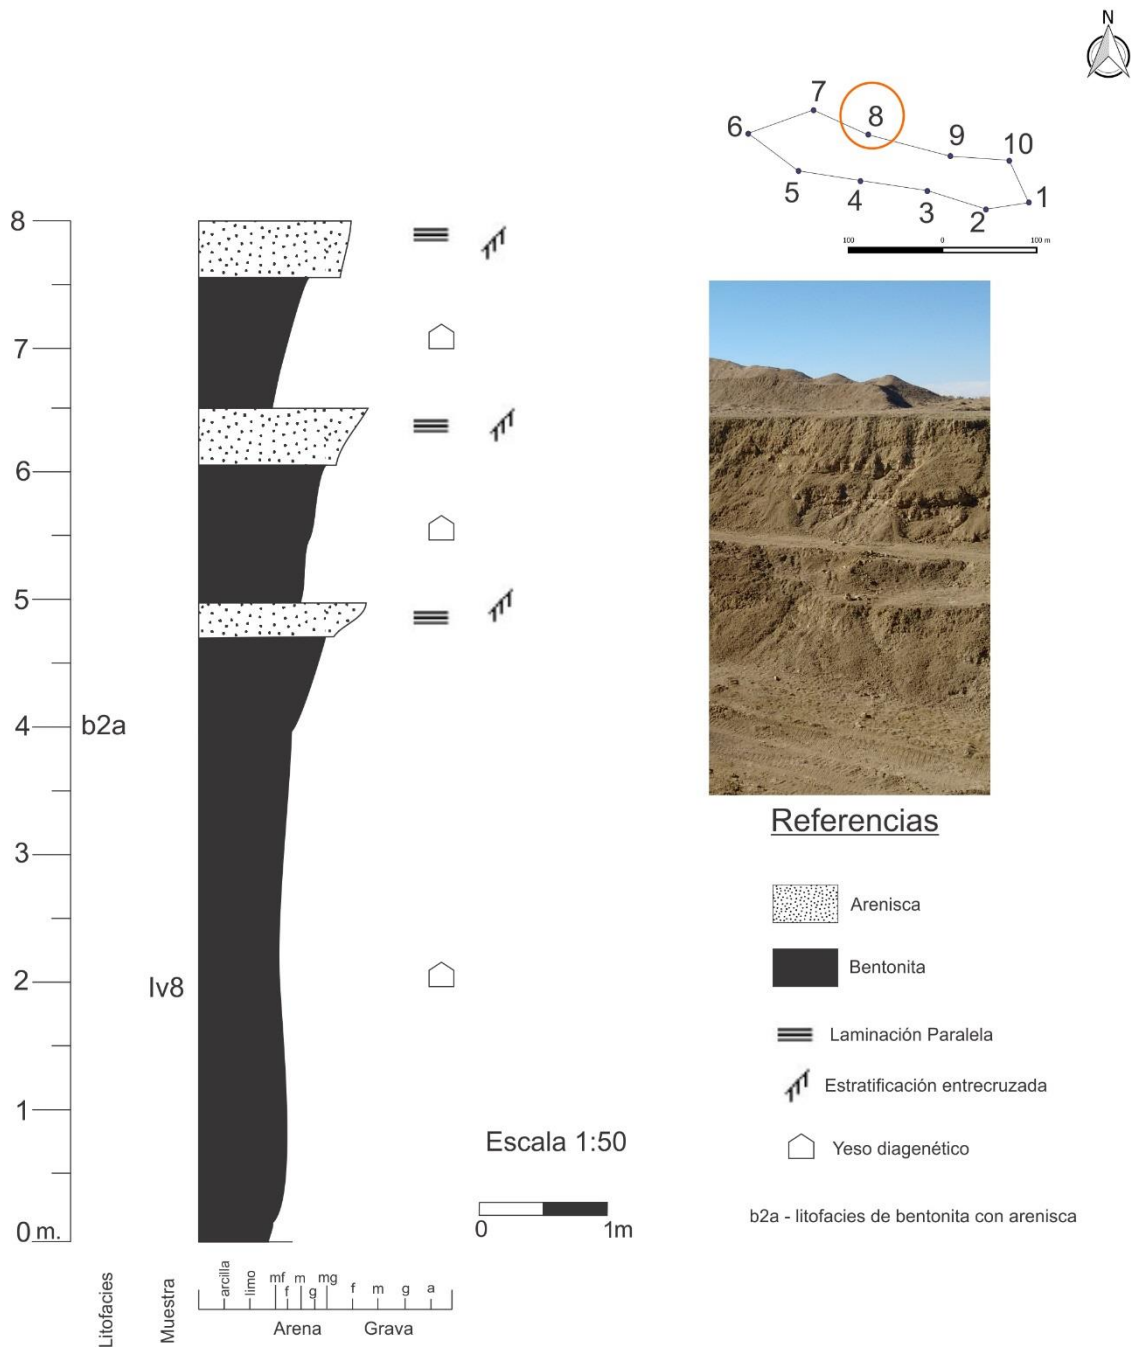 N
7
8
6
9
10
5
4
3
2
1
100 0 100 m
8
7
6
5
4 b2a
3
2
Iv8
1
0 m.
Escala 1:50
0 1m
Referencias
Arenisca
Bentonita
Laminación Paralela
Estratificación entrecruzada
Yeso diagenético
b2a - litofacies de bentonita con arenisca
Litofacies
Muestra
arcilla limo mf f m g mg f m g a
Arena Grava